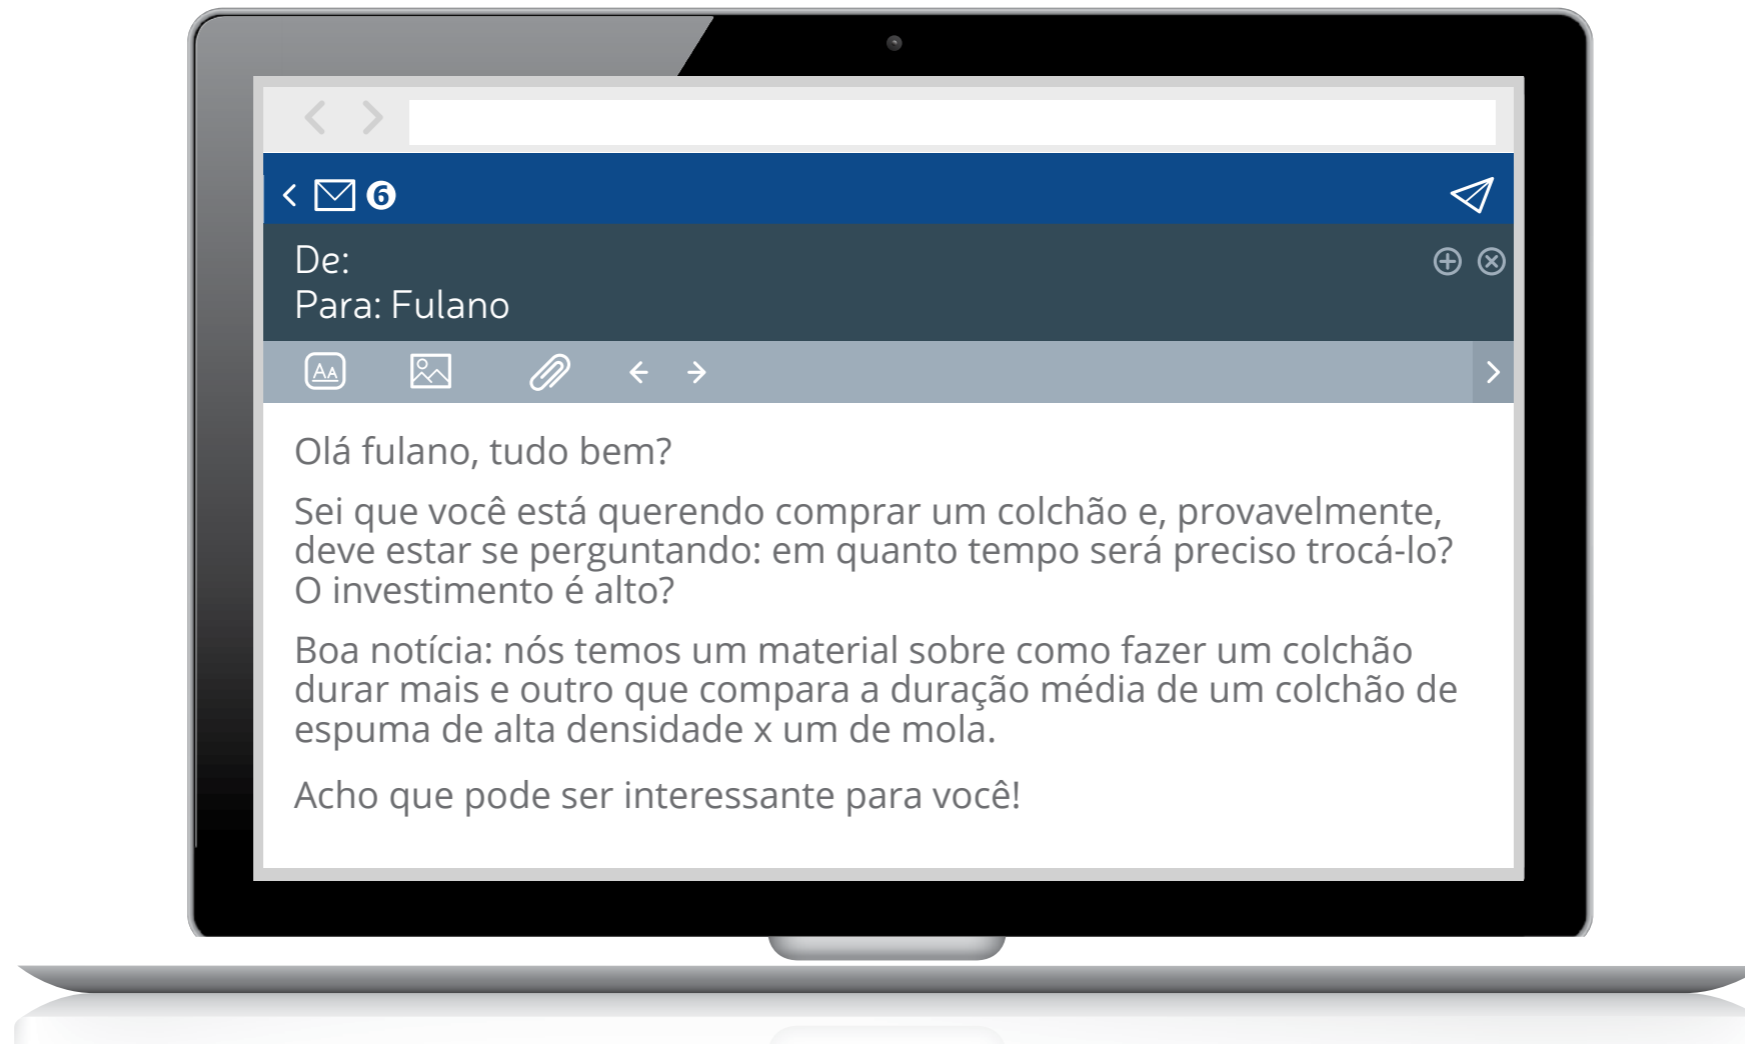 6
De:
Para: Fulano
AA
Olá fulano, tudo bem?
Sei que você está querendo comprar um colchão e, provavelmente,
deve estar se perguntando: em quanto tempo será preciso trocá-lo?
O investimento é alto?
Boa notícia: nós temos um material sobre como fazer um colchão
durar mais e outro que compara a duração média de um colchão de
espuma de alta densidade x um de mola.
Acho que pode ser interessante para você!